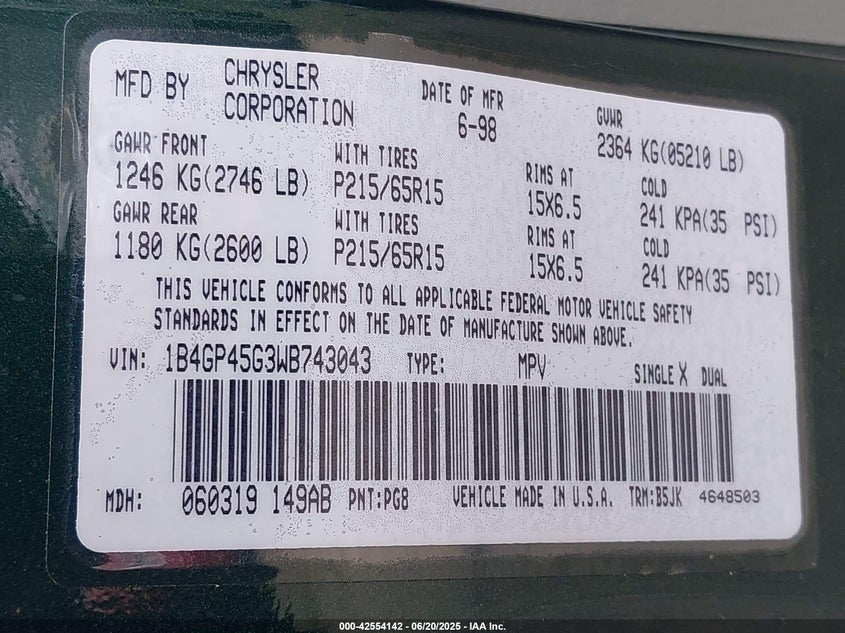 MFD BY CHRYSLER CORPORATION DATE OF MFR 6-98 GVWR 2364 KG(05210 LB)
GAWR FRONT WITH TIRES RIMS AT COLD
1246 KG(2746 LB) P215/65R15 15X6.5 241 KPA(35 PSI)
GAWR REAR WITH TIRES RIMS AT COLD
1180 KG(2600 LB) P215/65R15 15X6.5 241 KPA(35 PSI)
THIS VEHICLE CONFORMS TO ALL APPLICABLE FEDERAL MOTOR VEHICLE SAFETY
STANDARDS IN EFFECT ON THE DATE OF MANUFACTURE SHOWN ABOVE.
VIN: 1B4GP45G3WB743043 TYPE: MPV SINGLE X DUAL
MDH: 060319 149AB PNT:PG8 VEHICLE MADE IN U.S.A. TRM:B5JK 4648503
000-42554142 - 06/20/2025 - IAA Inc.